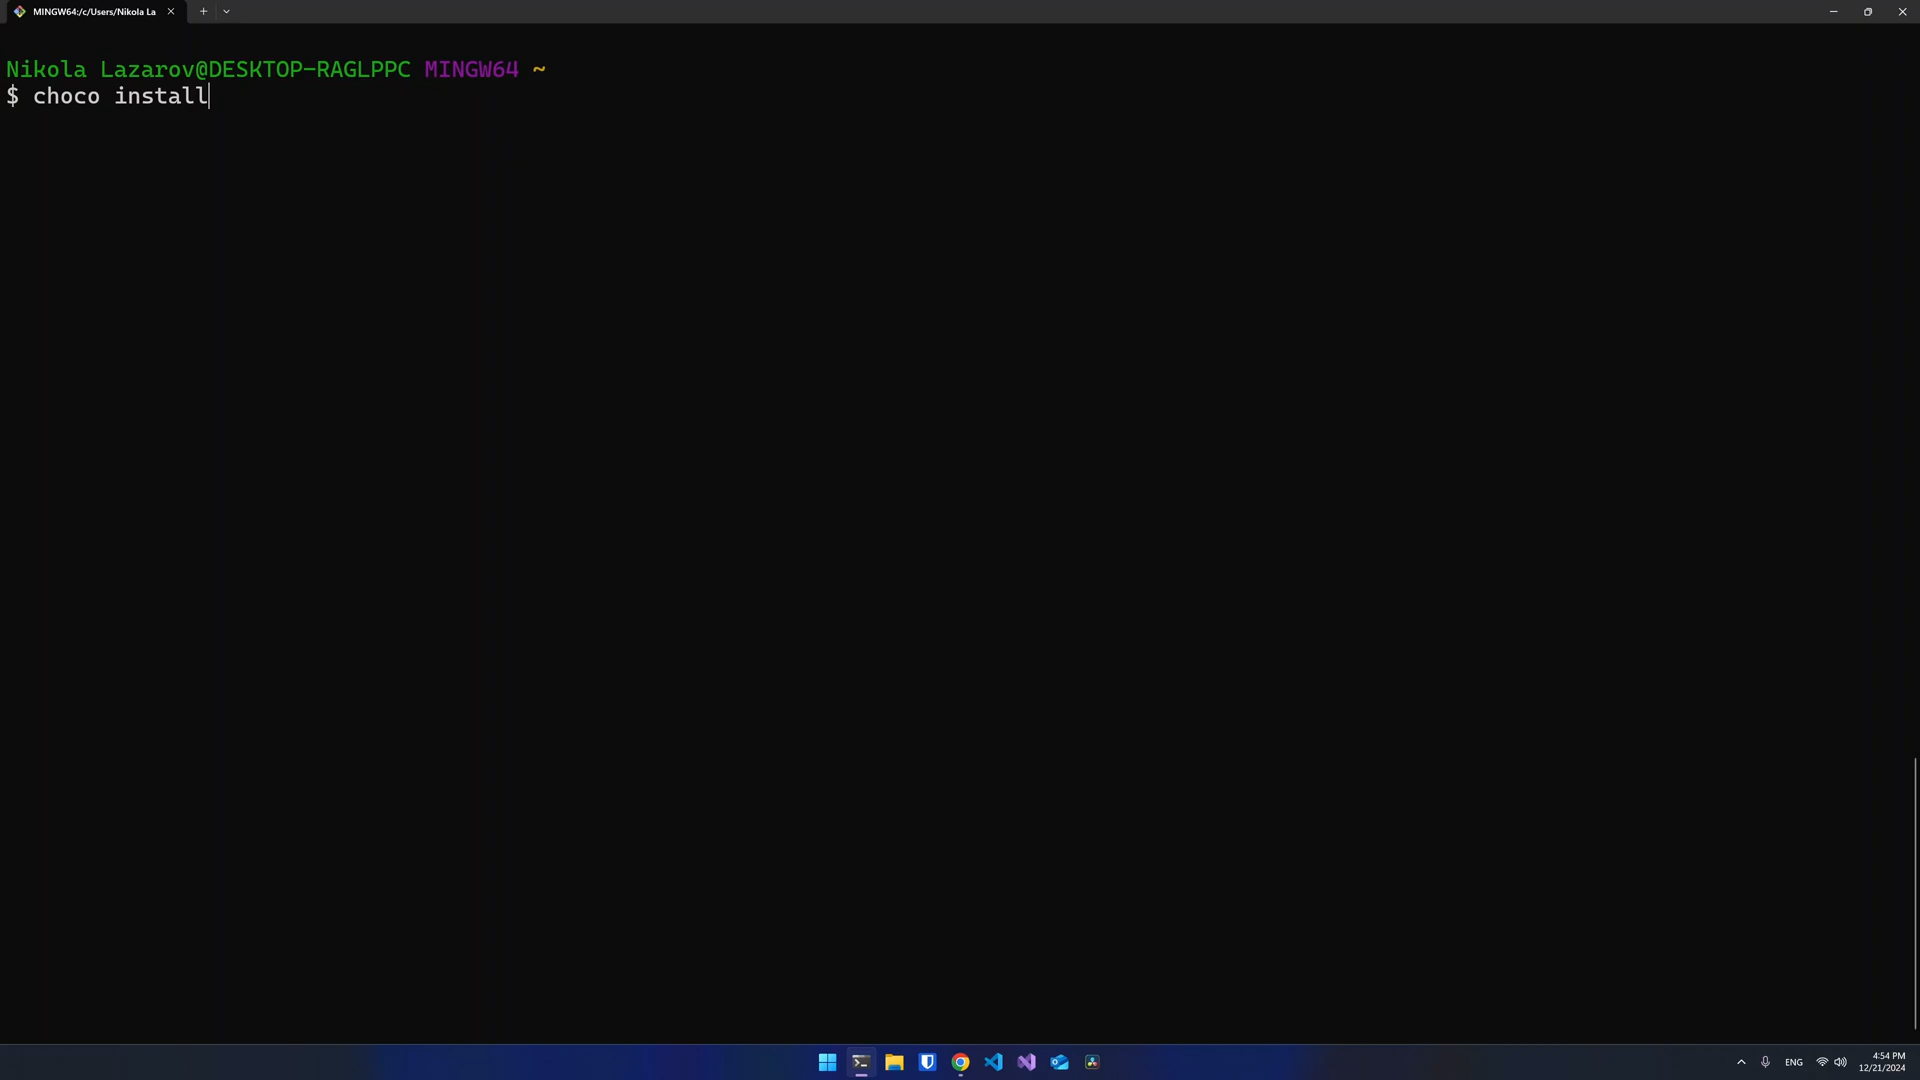 MINGW64:/c/Users/Nikola La
Nikola Lazarov@DESKTOP-RAGLPPC MINGW64 ~
$ choco install
ENG
4:54 PM
12/21/2024